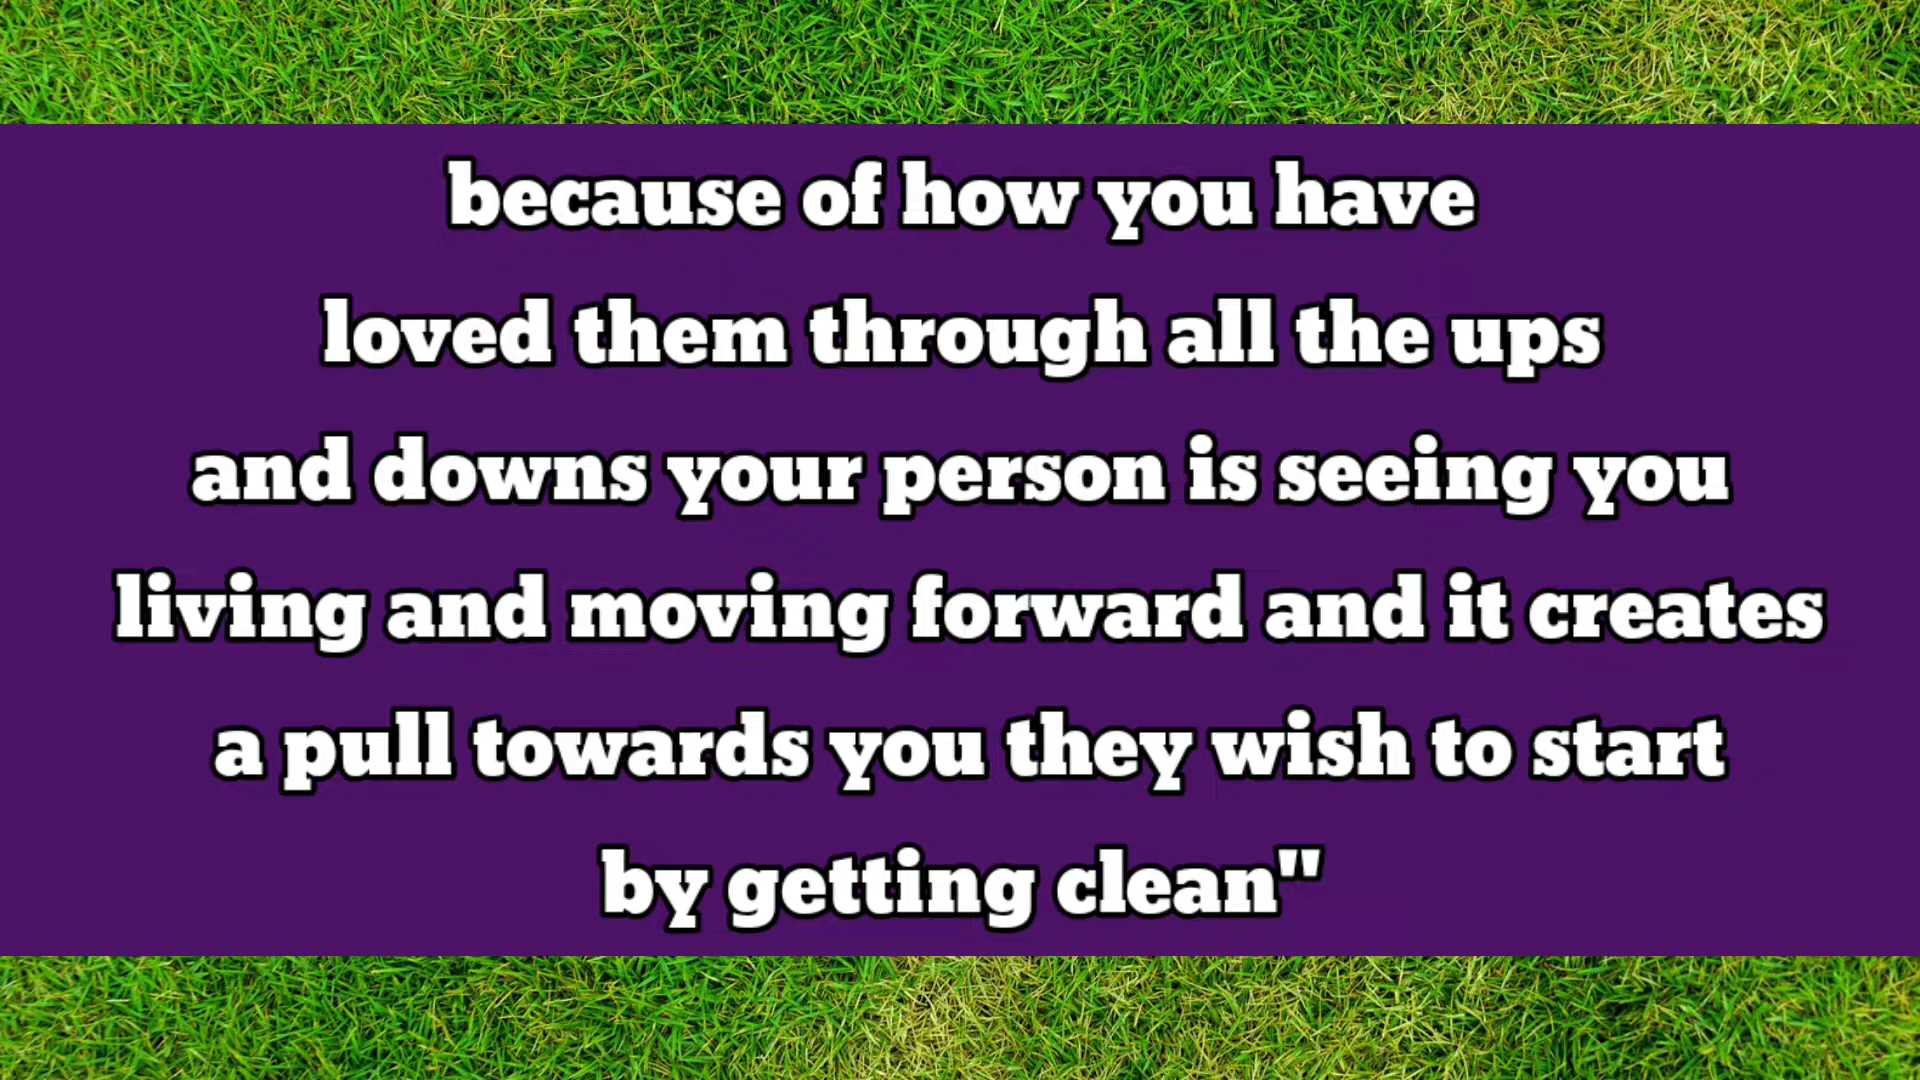 because of how you have
loved them through all the ups
and downs your person is seeing you
living and moving forward and it creates
a pull towards you they wish to start
by getting clean"